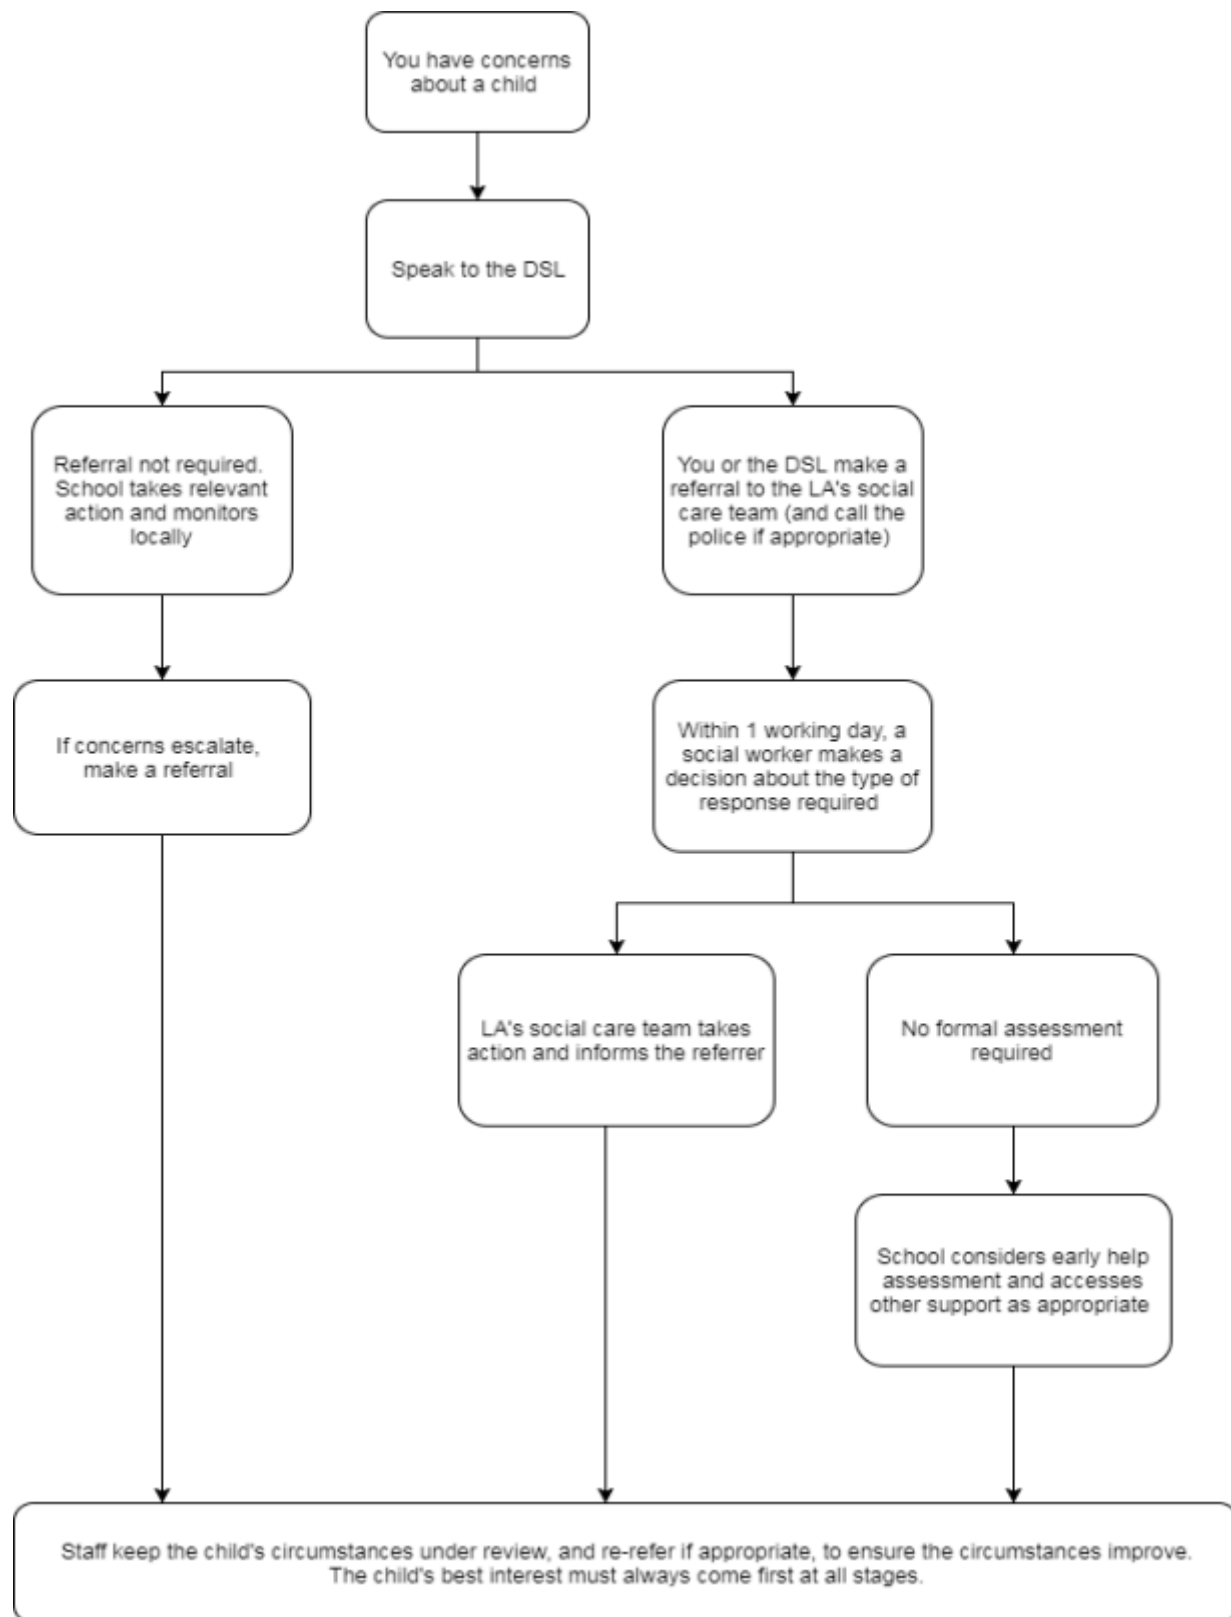 You have concerns
about a child
Speak to the DSL
Referral not required.
School takes relevant
action and monitors
locally
You or the DSL make a
referral to the LA's social
care team (and call the
police if appropriate)
If concerns escalate,
make a referral
Within 1 working day, a
social worker makes a
decision about the type of
response required
LA's social care team takes
action and informs the referrer
No formal assessment
required
School considers early help
assessment and accesses
other support as appropriate
Staff keep the child's circumstances under review, and re-refer if appropriate, to ensure the circumstances improve.
The child's best interest must always come first at all stages.